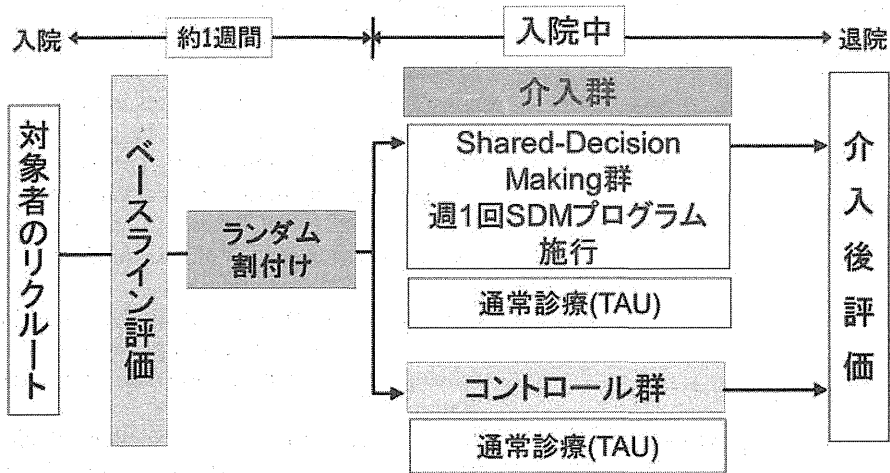 入院
約1週間
入院中
退院
対象者のリクルート
ベースライン評価
ランダム
割付け
介入群
Shared-Decision
Making群
週1回SDMプログラム
施行
通常診療(TAU)
コントロール群
通常診療(TAU)
介入後評価